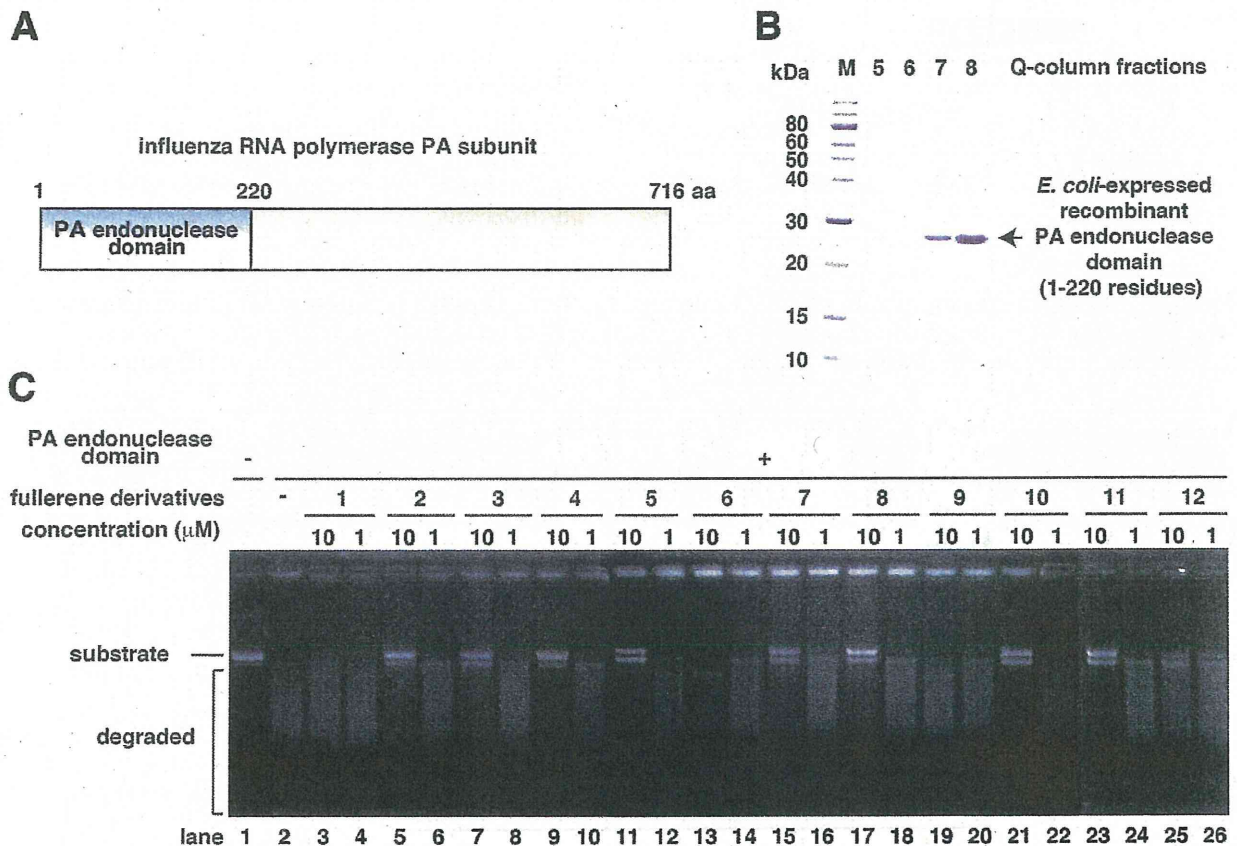 A
influenza RNA polymerase PA subunit
1 220 716 aa
PA endonuclease
domain
B
kDa M 5 6 7 8 Q-column fractions
80
60
50
40
30
20
15
10
E. coli-expressed
recombinant
PA endonuclease
domain
(1-220 residues)
C
PA endonuclease
domain
- +
fullerene derivatives - 1 2 3 4 5 6 7 8 9 10 11 12
concentration (μM) 10 1 10 1 10 1 10 1 10 1 10 1 10 1 10 1 10 1 10 1 10 1 10 1
substrate
degraded
lane 1 2 3 4 5 6 7 8 9 10 11 12 13 14 15 16 17 18 19 20 21 22 23 24 25 26